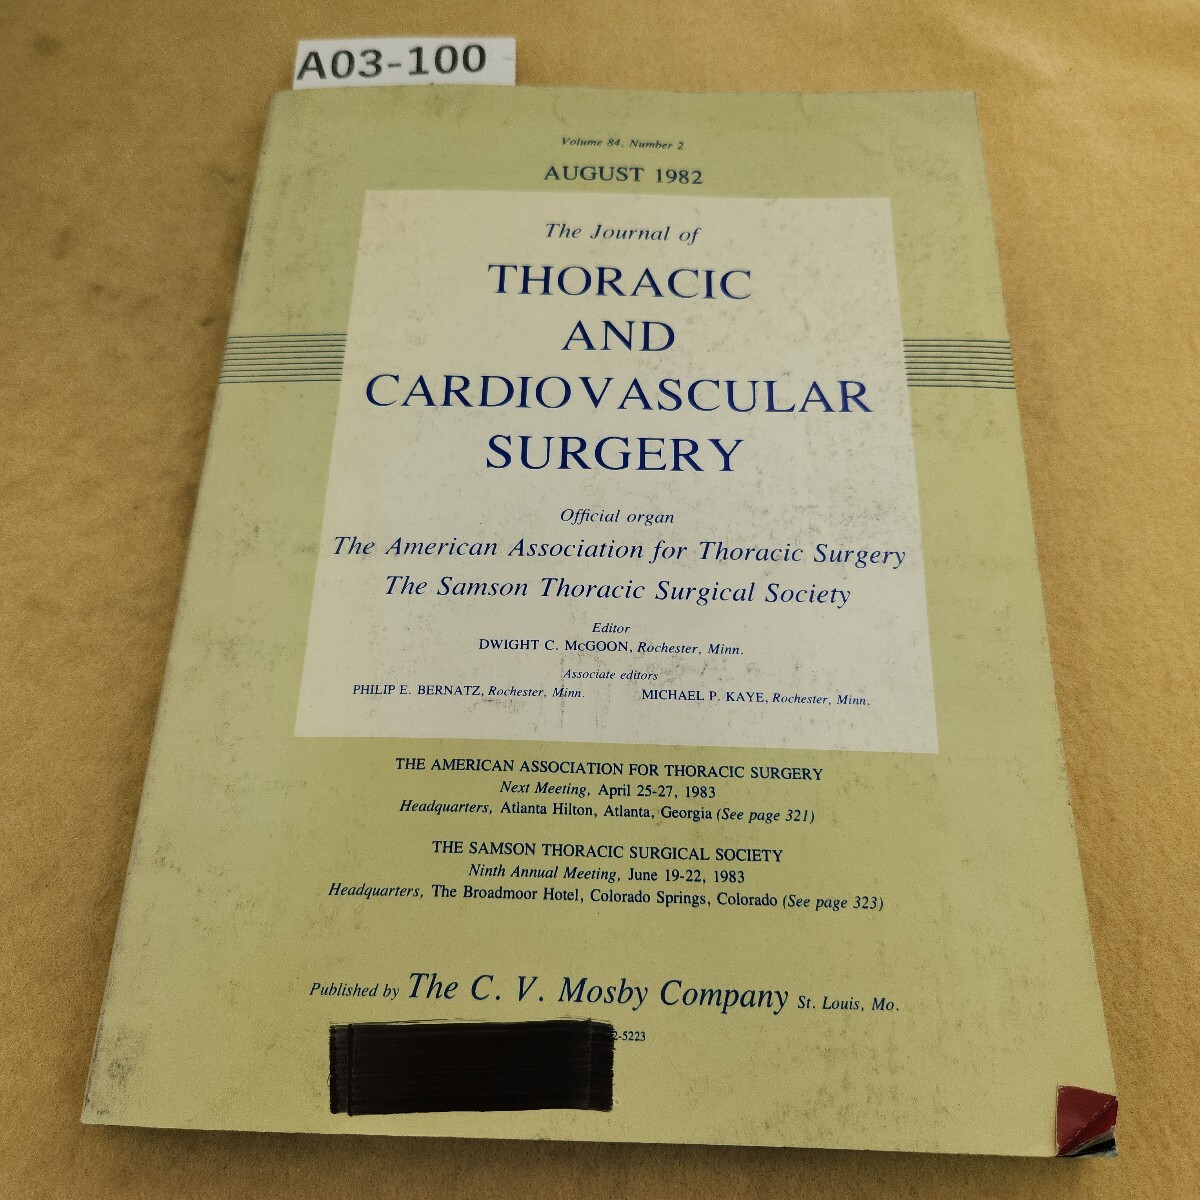 A03-100
Volume 84, Number 2
AUGUST 1982
The Journal of
THORACIC
AND
CARDIOVASCULAR
SURGERY
Official organ
The American Association for Thoracic Surgery
The Samson Thoracic Surgical Society
Editor
DWIGHT C. McGOON, Rochester, Minn.
Associate editors
PHILIP E. BERNATZ, Rochester, Minn. MICHAEL P. KAYE, Rochester, Minn.
THE AMERICAN ASSOCIATION FOR THORACIC SURGERY
Next Meeting, April 25-27, 1983
Headquarters, Atlanta Hilton, Atlanta, Georgia (See page 321)
THE SAMSON THORACIC SURGICAL SOCIETY
Ninth Annual Meeting, June 19-22, 1983
Headquarters, The Broadmoor Hotel, Colorado Springs, Colorado (See page 323)
Published by The C. V. Mosby Company St. Louis, Mo.
2-5223